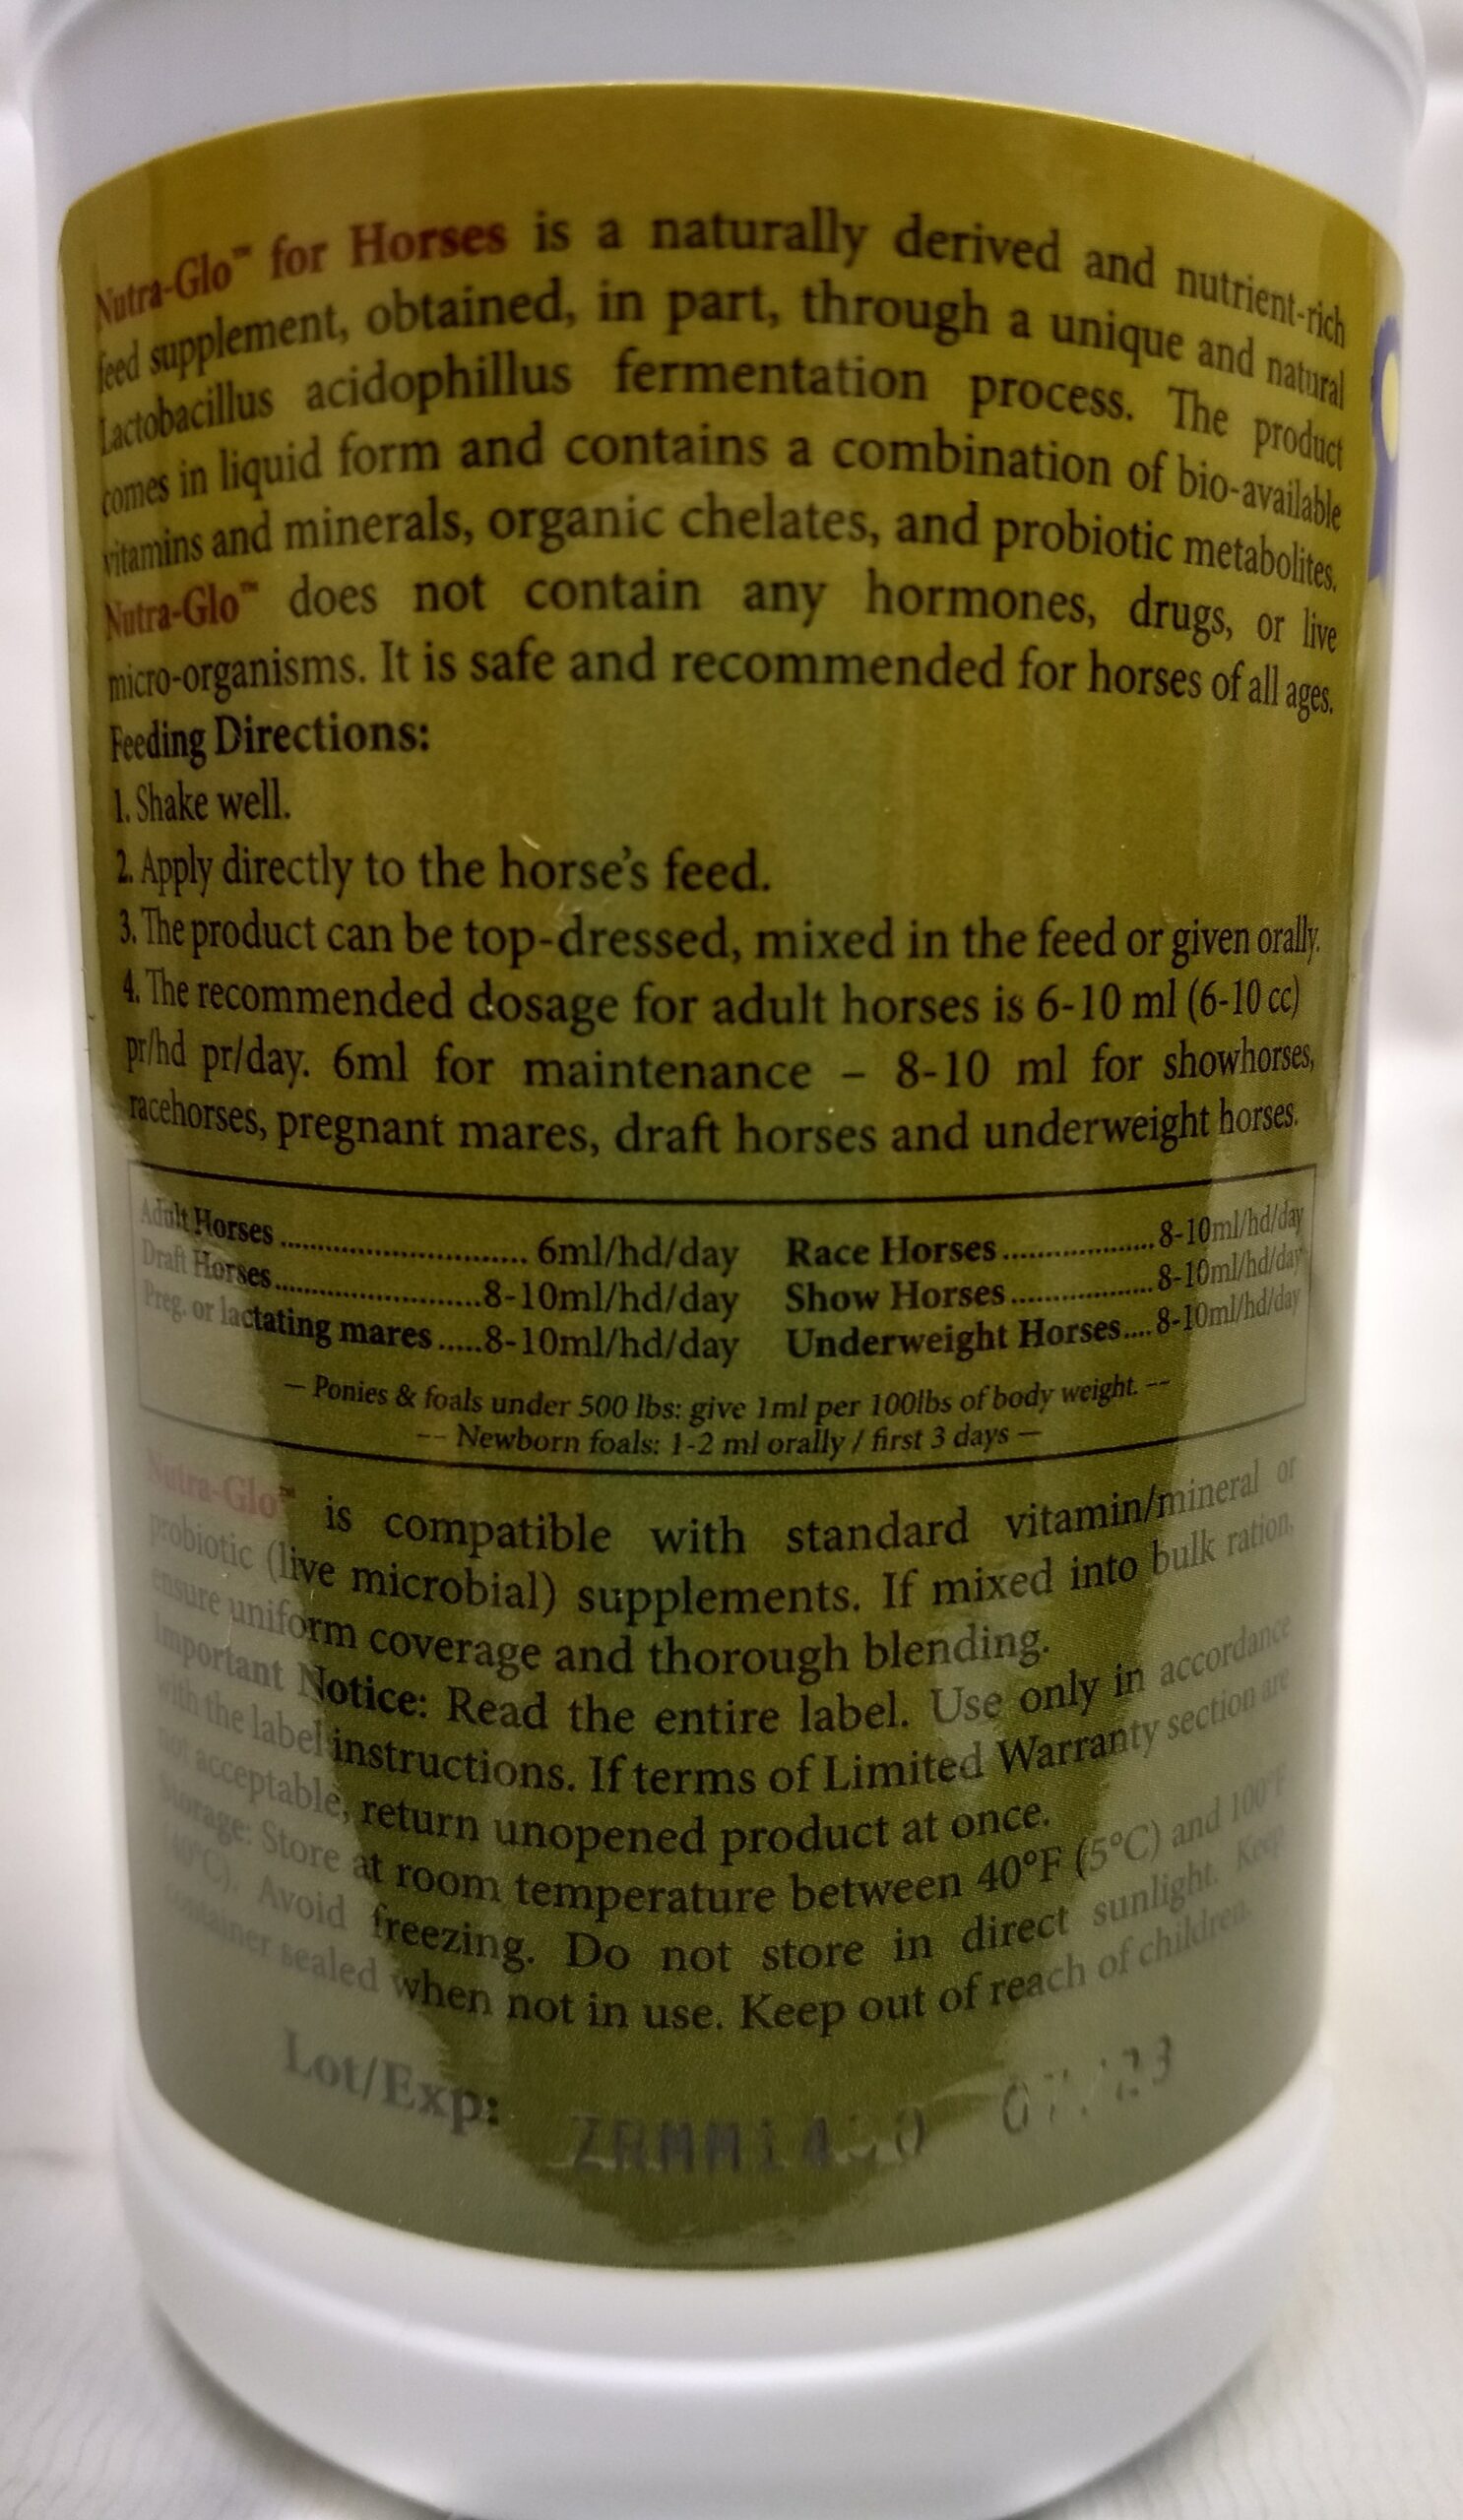 Nutra-Glo™ for Horses is a naturally derived and nutrient-rich
feed supplement, obtained, in part, through a unique and natural
Lactobacillus acidophillus fermentation process. The product
comes in liquid form and contains a combination of bio-available
vitamins and minerals, organic chelates, and probiotic metabolites.
Nutra-Glo™ does not contain any hormones, drugs, or live
micro-organisms. It is safe and recommended for horses of all ages.
Feeding Directions:
1. Shake well.
2. Apply directly to the horse's feed.
3. The product can be top-dressed, mixed in the feed or given orally.
4. The recommended dosage for adult horses is 6-10 ml (6-10 cc)
pr/hd pr/day. 6ml for maintenance – 8-10 ml for showhorses,
racehorses, pregnant mares, draft horses and underweight horses.
Adult Horses............................ 6ml/hd/day
Draft Horses.........................8-10ml/hd/day
Preg. or lactating mares.....8-10ml/hd/day
Race Horses..................8-10ml/hd/day
Show Horses.................8-10ml/hd/day
Underweight Horses....8-10ml/hd/day
— Ponies & foals under 500 lbs: give 1ml per 100lbs of body weight. --
-- Newborn foals: 1-2 ml orally / first 3 days —
Nutra-Glo™ is compatible with standard vitamin/mineral or
probiotic (live microbial) supplements. If mixed into bulk ration,
ensure uniform coverage and thorough blending.
Important Notice: Read the entire label. Use only in accordance
with the label instructions. If terms of Limited Warranty section are
not acceptable, return unopened product at once.
Storage: Store at room temperature between 40°F (5°C) and 100°F
(40°C). Avoid freezing. Do not store in direct sunlight. Keep
container sealed when not in use. Keep out of reach of children.
Lot/Exp: 07/23